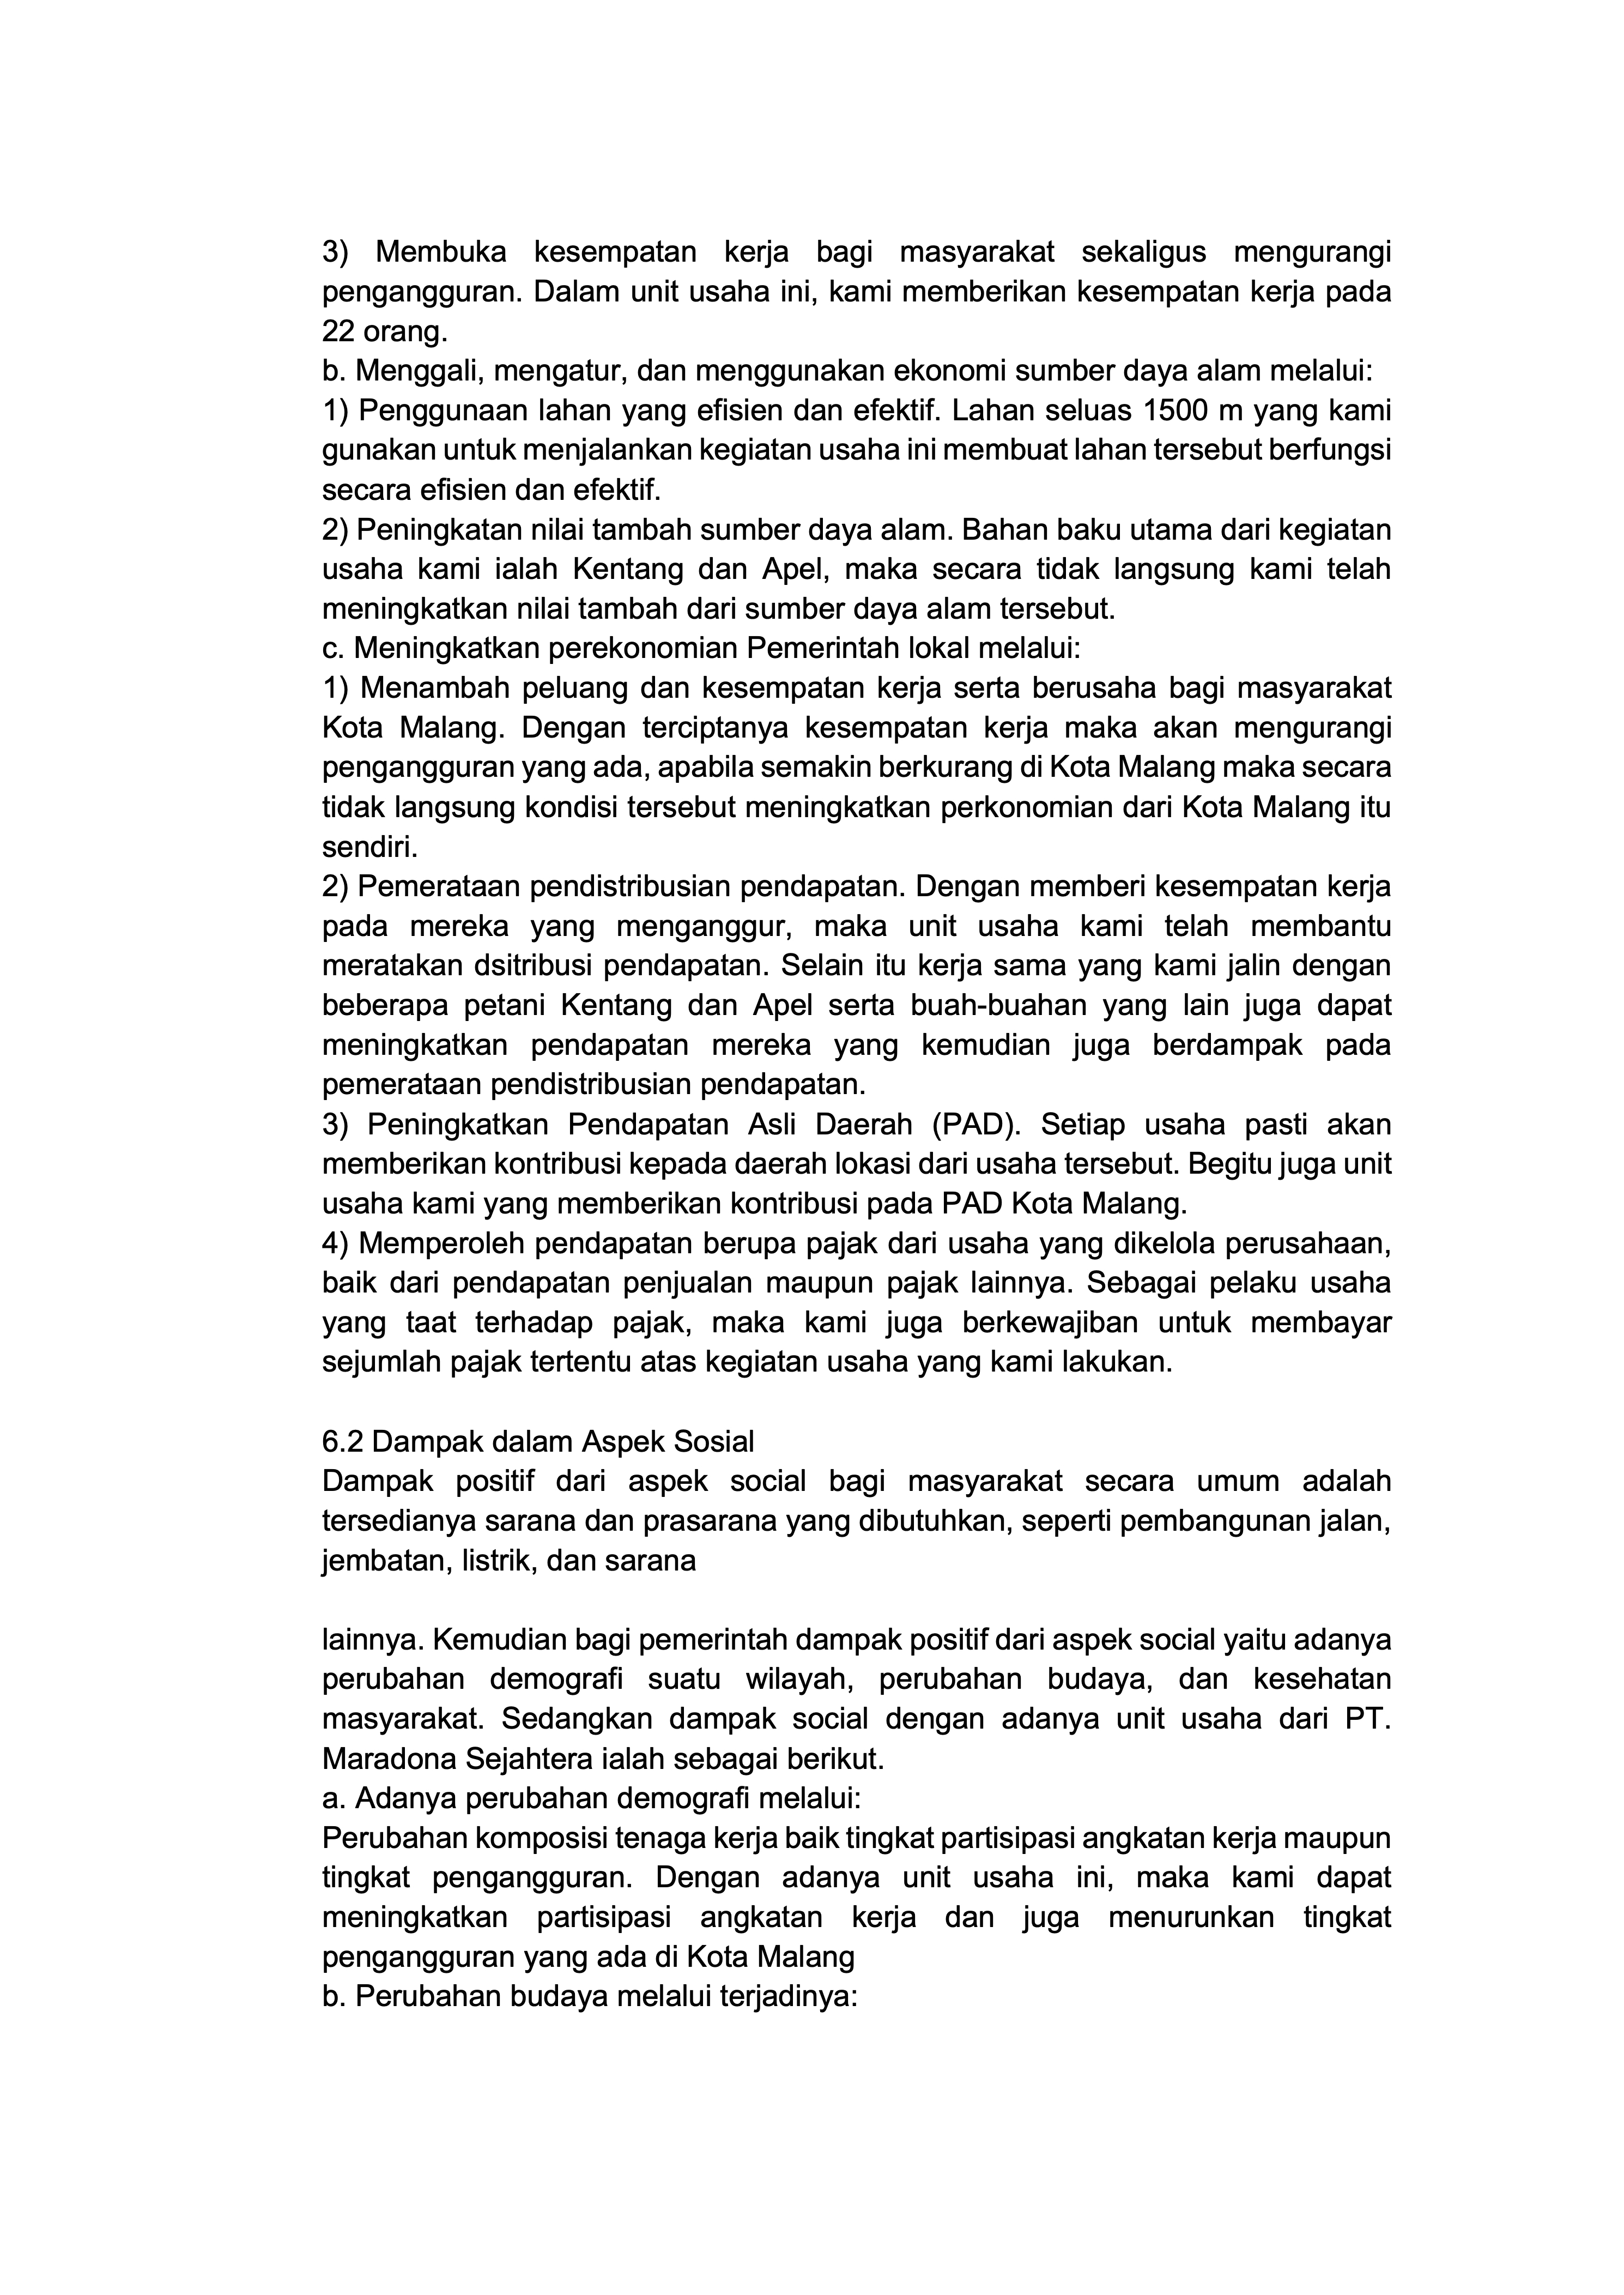 3) Membuka kesempatan kerja bagi masyarakat sekaligus mengurangi
pengangguran. Dalam unit usaha ini, kami memberikan kesempatan kerja pada
22 orang.
b. Menggali, mengatur, dan menggunakan ekonomi sumber daya alam melalui:
1) Penggunaan lahan yang efisien dan efektif. Lahan seluas 1500 m yang kami
gunakan untuk menjalankan kegiatan usaha ini membuat lahan tersebut berfungsi
secara efisien dan efektif.
2) Peningkatan nilai tambah sumber daya alam. Bahan baku utama dari kegiatan
usaha kami ialah Kentang dan Apel, maka secara tidak langsung kami telah
meningkatkan nilai tambah dari sumber daya alam tersebut.
c. Meningkatkan perekonomian Pemerintah lokal melalui:
1) Menambah peluang dan kesempatan kerja serta berusaha bagi masyarakat
Kota Malang. Dengan terciptanya kesempatan kerja maka akan mengurangi
pengangguran yang ada, apabila semakin berkurang di Kota Malang maka secara
tidak langsung kondisi tersebut meningkatkan perkonomian dari Kota Malang itu
sendiri.
2) Pemerataan pendistribusian pendapatan. Dengan memberi kesempatan kerja
pada mereka yang menganggur, maka unit usaha kami telah membantu
meratakan dsitribusi pendapatan. Selain itu kerja sama yang kami jalin dengan
beberapa petani Kentang dan Apel serta buah-buahan yang lain juga dapat
meningkatkan pendapatan mereka yang kemudian juga berdampak pada
pemerataan pendistribusian pendapatan.
3) Peningkatan Pendapatan Asli Daerah (PAD). Setiap usaha pasti akan
memberikan kontribusi kepada daerah lokasi dari usaha tersebut. Begitu juga unit
usaha kami yang memberikan kontribusi pada PAD Kota Malang.
4) Memperoleh pendapatan berupa pajak dari usaha yang dikelola perusahaan,
baik dari pendapatan penjualan maupun pajak lainnya. Sebagai pelaku usaha
yang taat terhadap pajak, maka kami juga berkewajiban untuk membayar
sejumlah pajak tertentu atas kegiatan usaha yang kami lakukan.
6.2 Dampak dalam Aspek Sosial
Dampak positif dari aspek social bagi masyarakat secara umum adalah
tersedianya sarana dan prasarana yang dibutuhkan, seperti pembangunan jalan,
jembatan, listrik, dan sarana
lainnya. Kemudian bagi pemerintah dampak positif dari aspek social yaitu adanya
perubahan demografi suatu wilayah, perubahan budaya, dan kesehatan
masyarakat. Sedangkan dampak social dengan adanya unit usaha dari PT.
Maradona Sejahtera ialah sebagai berikut.
a. Adanya perubahan demografi melalui:
Perubahan komposisi tenaga kerja baik tingkat partisipasi angkatan kerja maupun
tingkat pengangguran. Dengan adanya unit usaha ini, maka kami dapat
meningkatkan partisipasi angkatan kerja dan juga menurunkan tingkat
pengangguran yang ada di Kota Malang
b. Perubahan budaya melalui terjadinya: